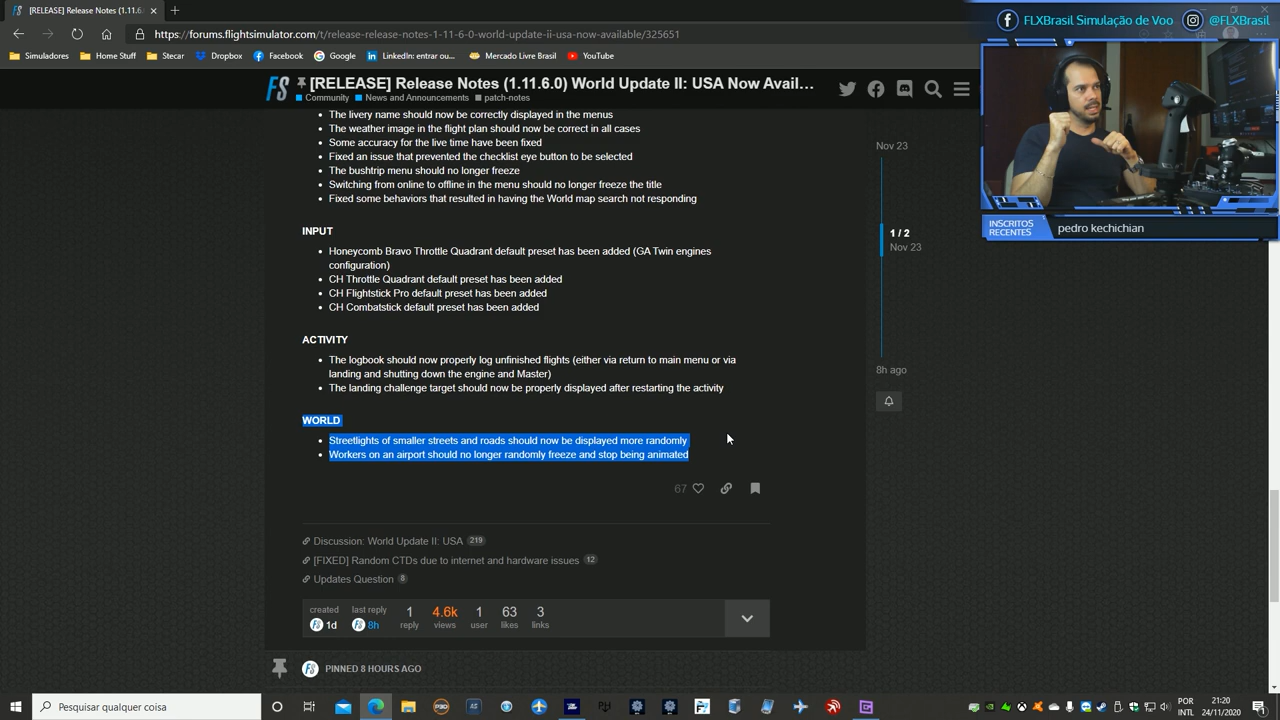 [RELEASE] Release Notes (1.11.6.
FLXBrasil Simulação de Voo @FLXBrasil
https://forums.flightsimulator.com/t/release-release-notes-1-11-6-0-world-update-ii-usa-now-available/325651
Simuladores Home Stuff Stecar Dropbox Facebook Google LinkedIn: entrar ou... Mercado Livre Brasil YouTube
[RELEASE] Release Notes (1.11.6.0) World Update II: USA Now Avail...
Community News and Announcements patch-notes
The livery name should now be correctly displayed in the menus
The weather image in the flight plan should now be correct in all cases
Some accuracy for the live time have been fixed
Fixed an issue that prevented the checklist eye button to be selected
The bushtrip menu should no longer freeze
Switching from online to offline in the menu should no longer freeze the title
Fixed some behaviors that resulted in having the World map search not responding
Nov 23
INSCRITOS
RECENTES
pedro kechichian
INPUT
1 / 2
Nov 23
Honeycomb Bravo Throttle Quadrant default preset has been added (GA Twin engines
configuration)
CH Throttle Quadrant default preset has been added
CH Flightstick Pro default preset has been added
CH Combatstick default preset has been added
ACTIVITY
The logbook should now properly log unfinished flights (either via return to main menu or via
landing and shutting down the engine and Master)
The landing challenge target should now be properly displayed after restarting the activity
8h ago
WORLD
Streetlights of smaller streets and roads should now be displayed more randomly
Workers on an airport should no longer randomly freeze and stop being animated
67
Discussion: World Update II: USA 219
[FIXED] Random CTDs due to internet and hardware issues 12
Updates Question 8
created last reply 1 4.6k 1 63 3
1d 8h reply views user likes links
PINNED 8 HOURS AGO
Pesquisar qualquer coisa
POR
INTL
21:20
24/11/2020